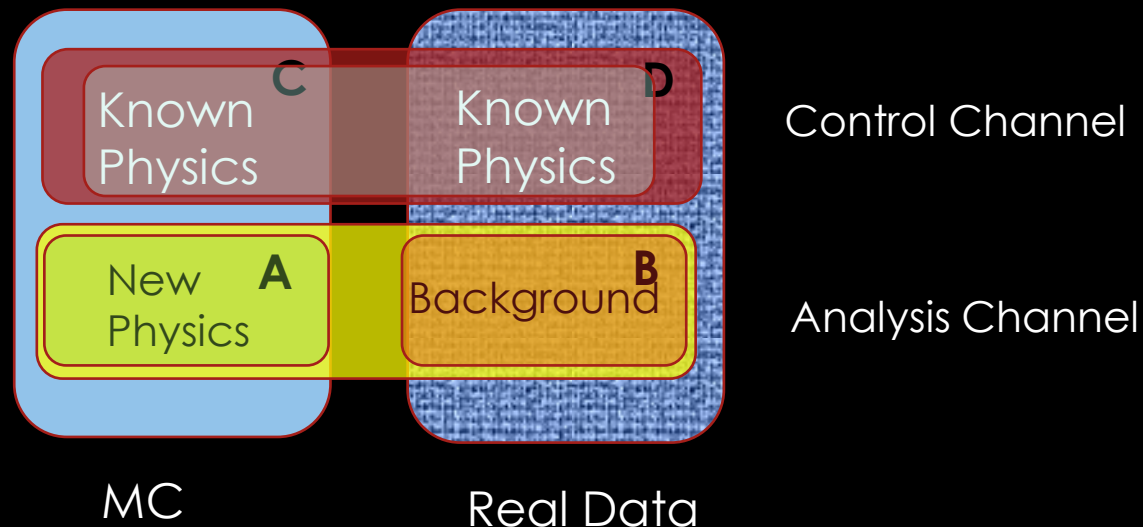 C
D
Known
Physics
Known
Physics
Control Channel
A
New
Physics
B
Background
Analysis Channel
MC
Real Data